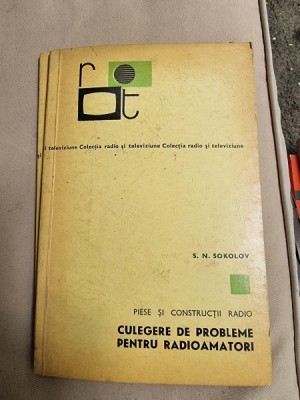 r t
i televiziune Colecția radio și televiziune Colecția radio și televiziune
S. N. SOKOLOV
PIESE ȘI CONSTRUCȚII RADIO
CULEGERE DE PROBLEME
PENTRU RADIOAMATORI